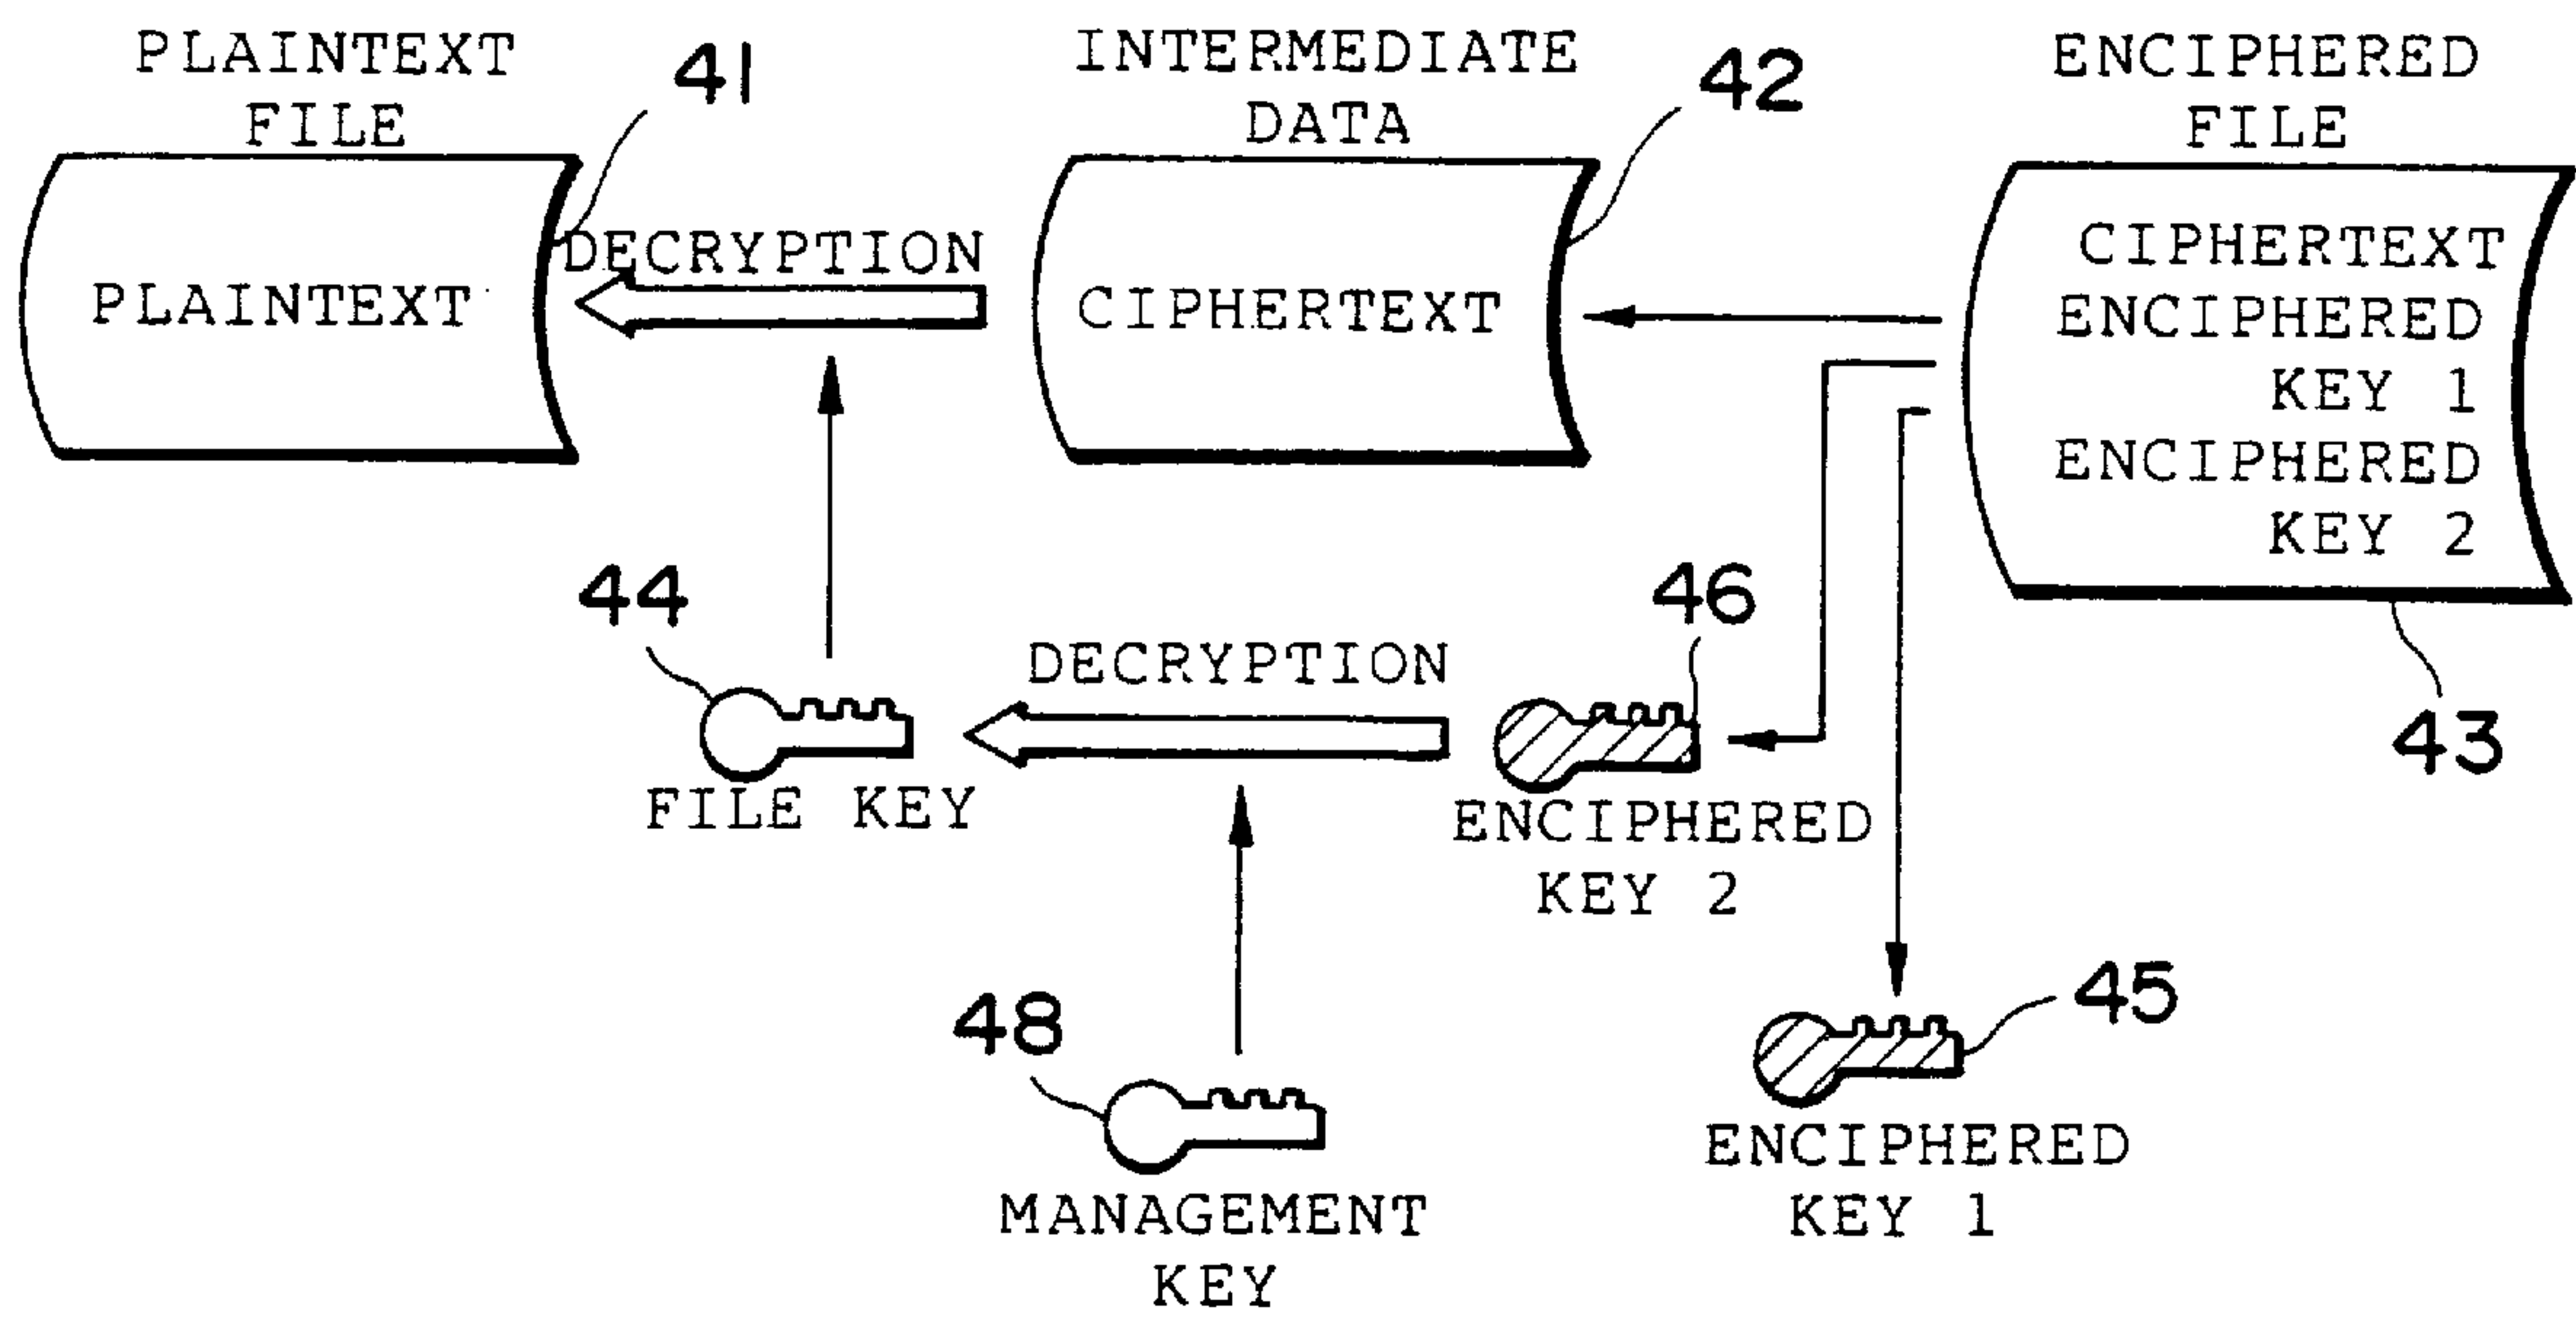 PLAINTEXT
FILE
41
INTERMEDIATE
DATA
42
ENCIPHERED
FILE
DECRYPTION
PLAINTEXT
CIPHERTEXT
CIPHERTEXT
ENCIPHERED
KEY 1
ENCIPHERED
KEY 2
43
44
FILE KEY
DECRYPTION
46
ENCIPHERED
KEY 2
48
MANAGEMENT
KEY
45
ENCIPHERED
KEY 1